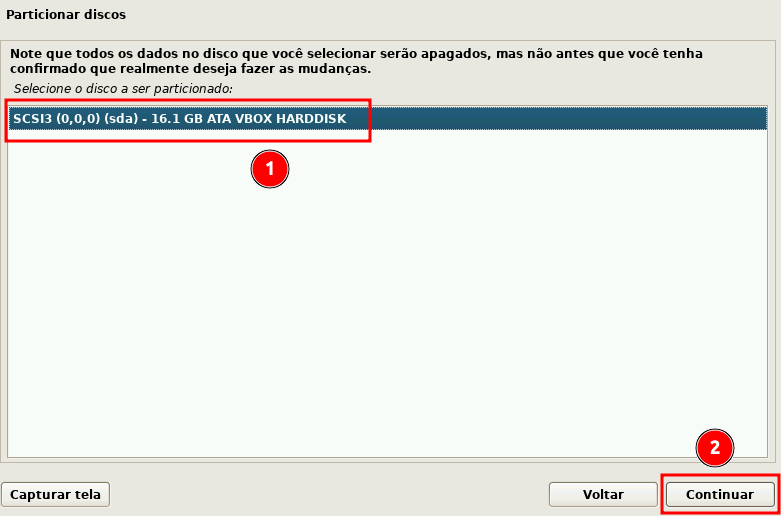 Particionar discos
Note que todos os dados no disco que você selecionar serão apagados, mas não antes que você tenha
confirmado que realmente deseja fazer as mudanças.
Selecione o disco a ser particionado:
SCSI3 (0,0,0) (sda) - 16.1 GB ATA VBOX HARDDISK
1
2
Capturar tela
Voltar
Continuar